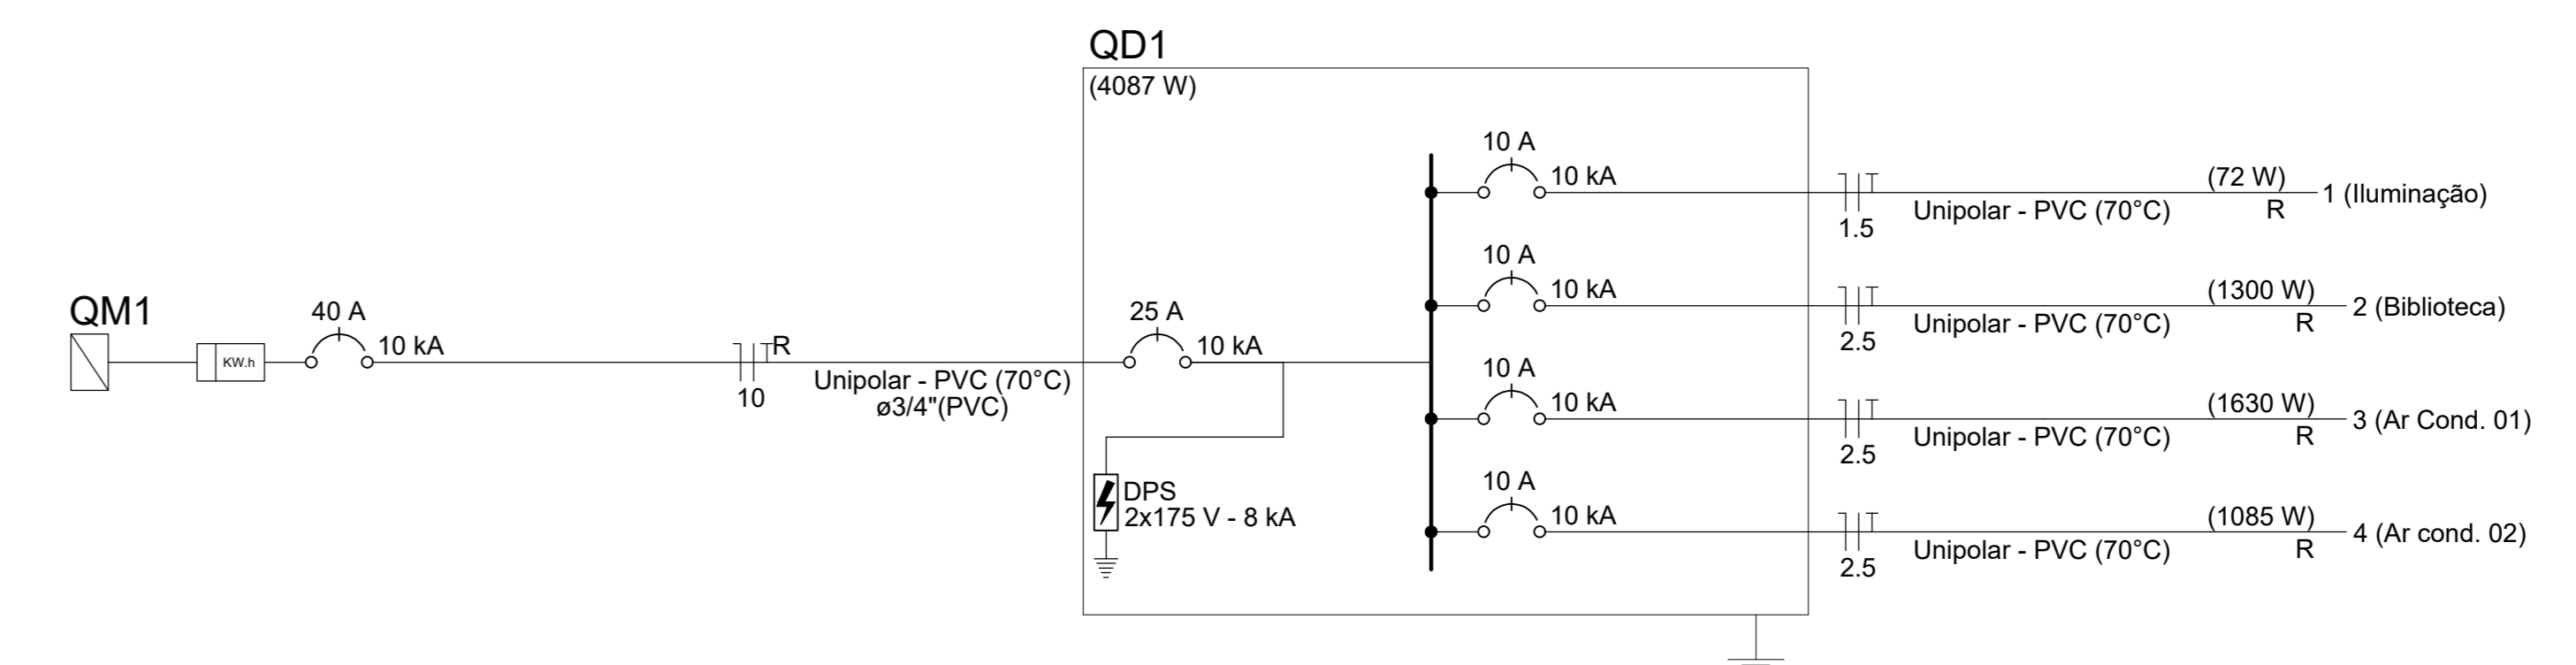 QD1
(4087 W)
10 A
10 kA
(72 W)
1 (Iluminação)
Unipolar - PVC (70°C)
R
1.5
10 A
10 kA
(1300 W)
2 (Biblioteca)
Unipolar - PVC (70°C)
R
2.5
QM1
KW.h
40 A
10 kA
R
10
Unipolar - PVC (70°C)
ø3/4"(PVC)
25 A
10 kA
10 A
10 kA
(1630 W)
3 (Ar Cond. 01)
Unipolar - PVC (70°C)
R
2.5
DPS
2x175 V - 8 kA
10 A
10 kA
(1085 W)
4 (Ar cond. 02)
Unipolar - PVC (70°C)
R
2.5